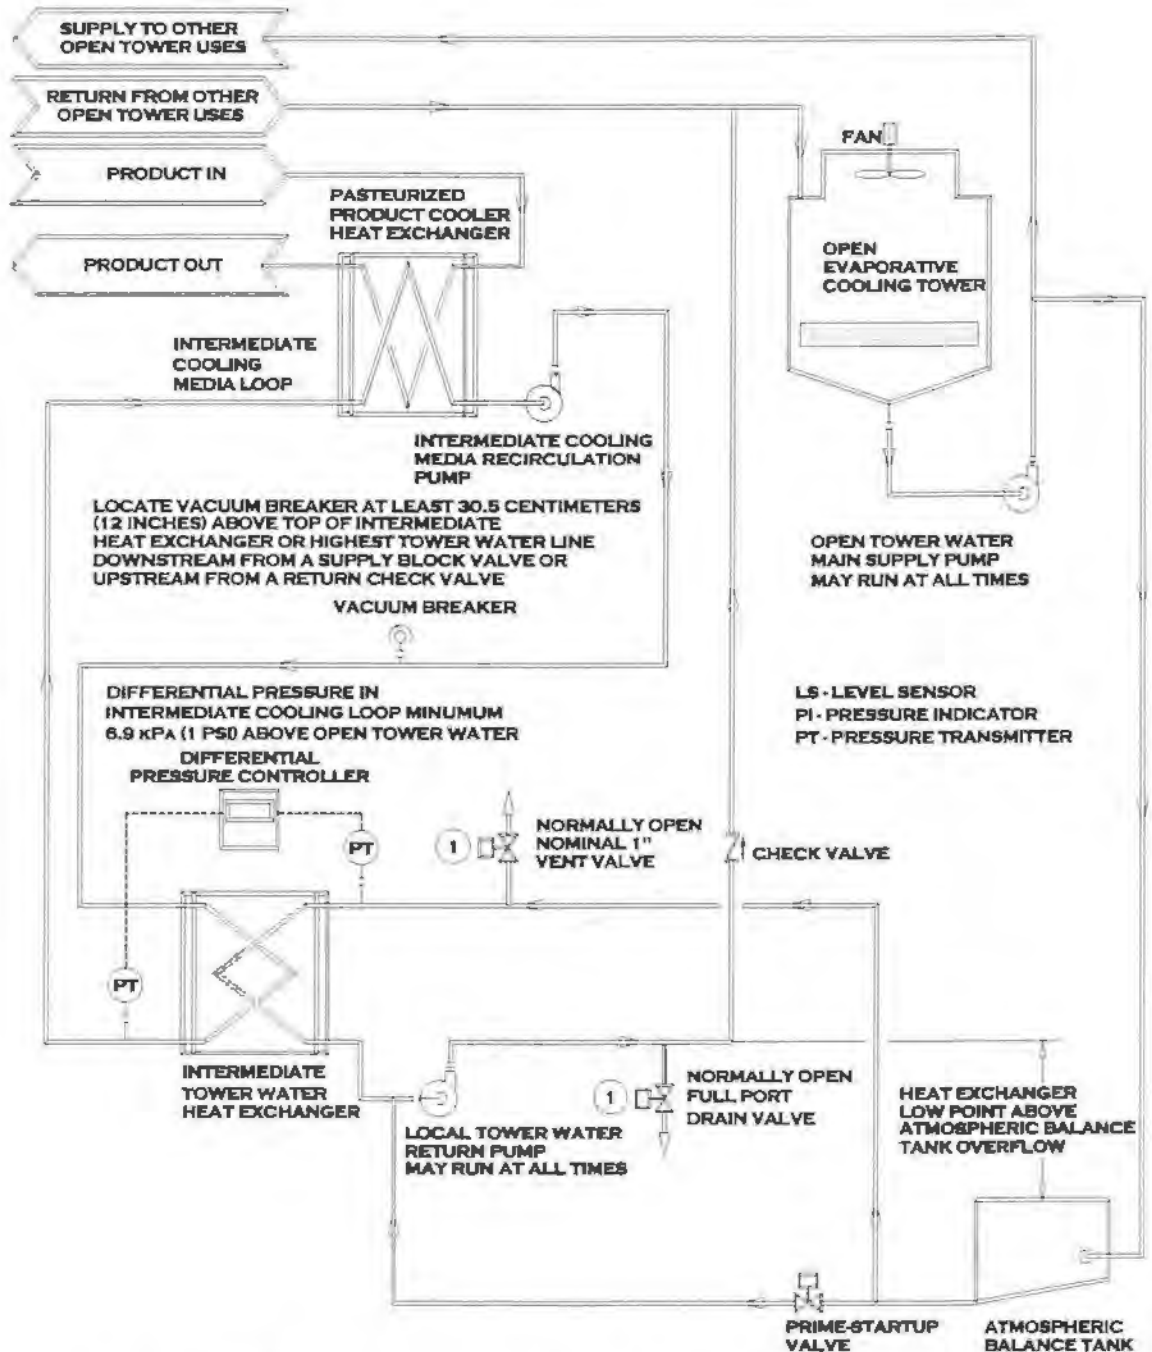 SUPPLY TO OTHER
OPEN TOWER USES
RETURN FROM OTHER
OPEN TOWER USES
PRODUCT IN
PRODUCT OUT
PASTEURIZED
PRODUCT COOLER
HEAT EXCHANGER
FAN
OPEN
EVAPORATIVE
COOLING TOWER
INTERMEDIATE
COOLING
MEDIA LOOP
INTERMEDIATE COOLING
MEDIA RECIRCULATION
PUMP
LOCATE VACUUM BREAKER AT LEAST 30.5 CENTIMETERS
(12 INCHES) ABOVE TOP OF INTERMEDIATE
HEAT EXCHANGER OR HIGHEST TOWER WATER LINE
DOWNSTREAM FROM A SUPPLY BLOCK VALVE OR
UPSTREAM FROM A RETURN CHECK VALVE
OPEN TOWER WATER
MAIN SUPPLY PUMP
MAY RUN AT ALL TIMES
VACUUM BREAKER
DIFFERENTIAL PRESSURE IN
INTERMEDIATE COOLING LOOP MINUMUM
6.9 KPA (1 PSI) ABOVE OPEN TOWER WATER
LS - LEVEL SENSOR
PI - PRESSURE INDICATOR
PT - PRESSURE TRANSMITTER
DIFFERENTIAL
PRESSURE CONTROLLER
PT
1
NORMALLY OPEN
NOMINAL 1"
VENT VALVE
CHECK VALVE
PT
INTERMEDIATE
TOWER WATER
HEAT EXCHANGER
1
NORMALLY OPEN
FULL PORT
DRAIN VALVE
HEAT EXCHANGER
LOW POINT ABOVE
ATMOSPHERIC BALANCE
TANK OVERFLOW
LOCAL TOWER WATER
RETURN PUMP
MAY RUN AT ALL TIMES
PRIME-STARTUP
VALVE
ATMOSPHERIC
BALANCE TANK